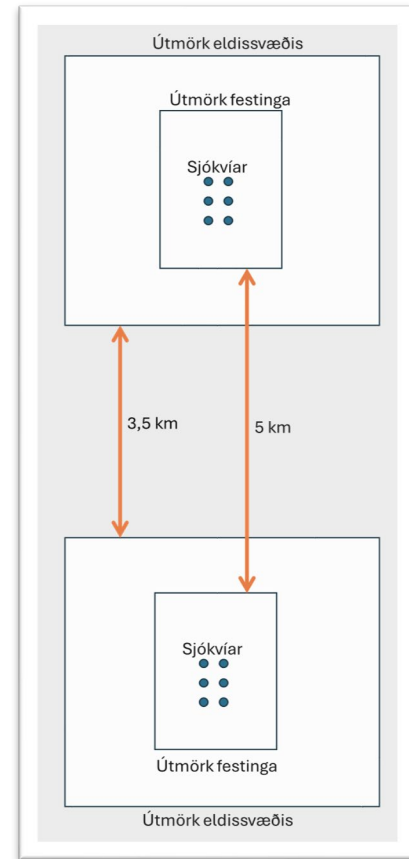 Útmörk eldissvæðis
Útmörk festinga
Sjókvíar
3,5 km
5 km
Sjókvíar
Útmörk festinga
Útmörk eldissvæðis